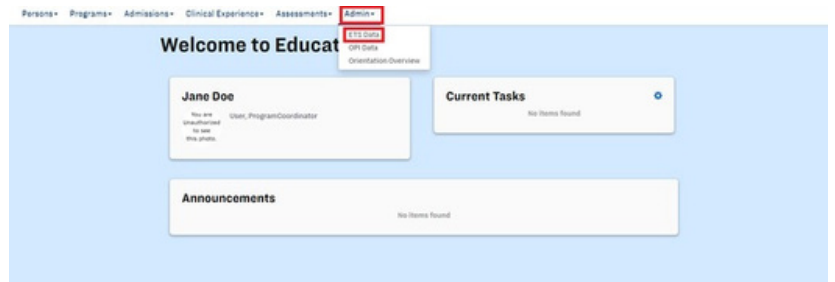 Persons Programs Admissions Clinical Experience Assessments Admin
ETS Data
OPI Data
Orientation Overview
Welcome to Educat
Jane Doe
You are
Unauthorized
to see
this photo.
User, ProgramCoordinator
Current Tasks
No items found
Announcements
No items found